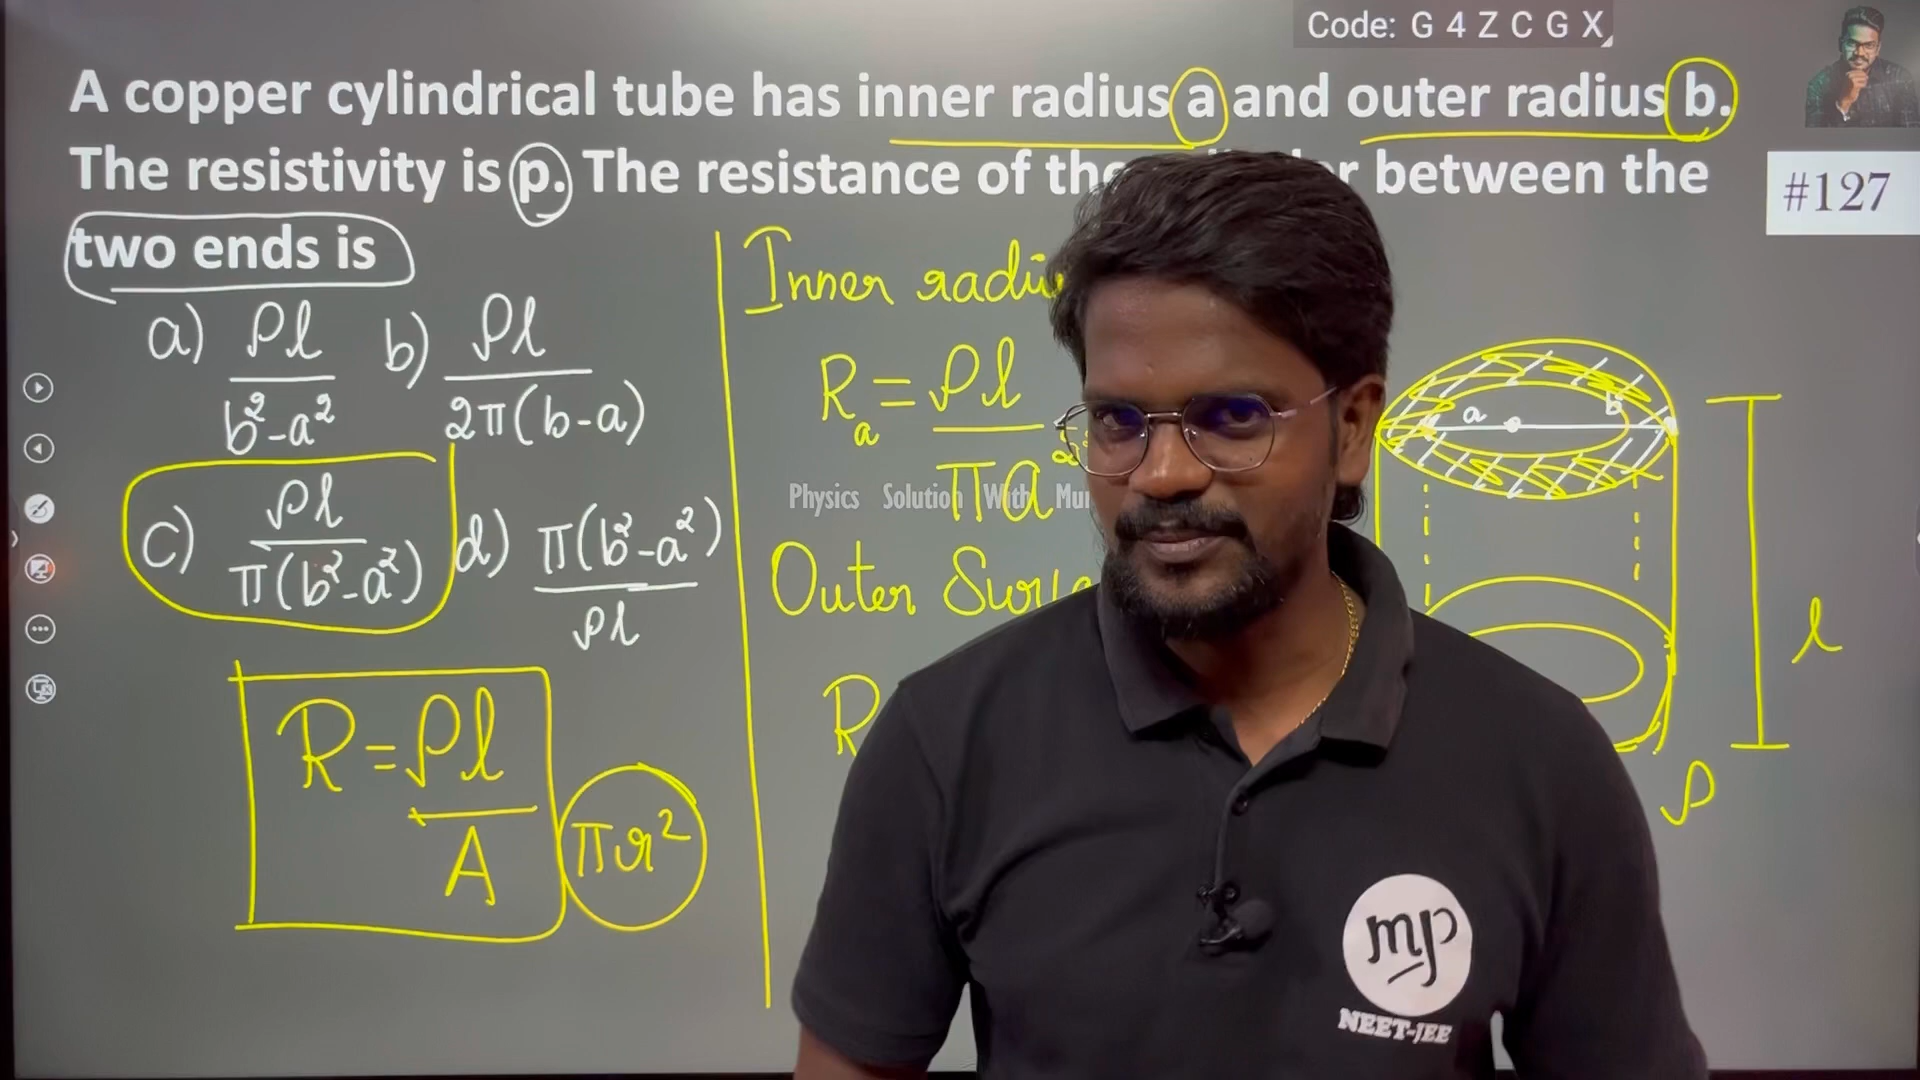 Code: G 4 Z C G X
A copper cylindrical tube has inner radius a and outer radius b.
The resistivity is p. The resistance of the between the
#127
two ends is
a) ρl / b²-a² b) ρl / 2π(b-a)
c) ρl / π(b²-a²) d) π(b²-a²) / ρl
R = ρl / A
πr²
Inner
R_a = ρl / πa²
Physics Solution With
Outer
R
a b
l
ρ
mp
NEET-JEE